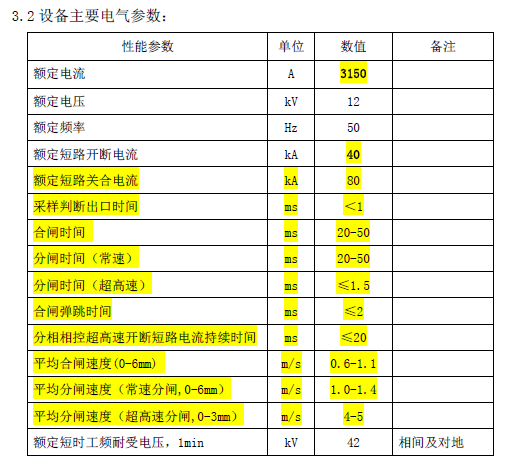 3.2 设备主要电气参数：
性能参数 单位 数值 备注
额定电流 A 3150
额定电压 kV 12
额定频率 Hz 50
额定短路开断电流 kA 40
额定短路关合电流 kA 80
采样判断出口时间 ms ＜1
合闸时间 ms 20-50
分闸时间（常速） ms 20-50
分闸时间（超高速） ms ≤1.5
合闸弹跳时间 ms ≤2
分相相控超高速开断短路电流持续时间 ms ≤20
平均合闸速度(0-6mm) m/s 0.6-1.1
平均分闸速度（常速分闸,0-6mm） m/s 1.0-1.4
平均分闸速度（超高速分闸,0-3mm） m/s 4-5
额定短时工频耐受电压，1min kV 42 相间及对地